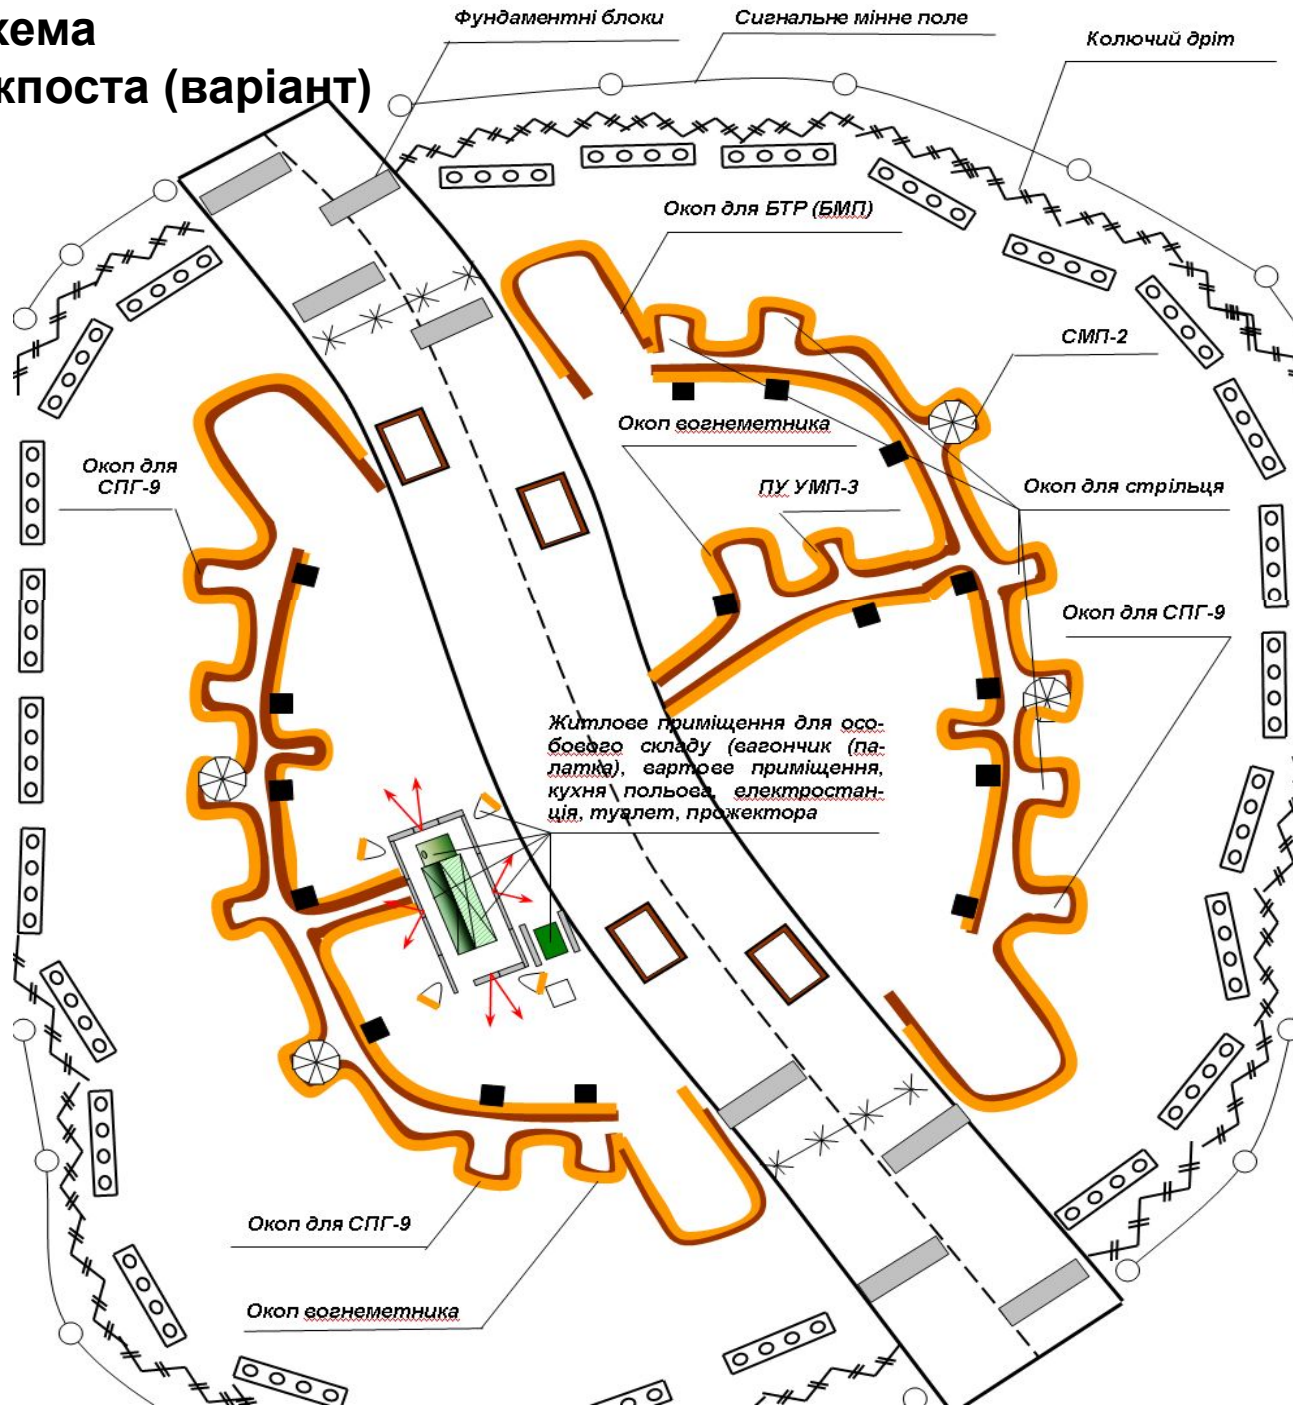 хема
кпоста (варіант)
Фундаментні блоки
Сигнальне мінне поле
Колючий дріт
Окоп для БТР (БМП)
СМП-2
Окоп вогнеметника
Окоп для
СПГ-9
ПУ УМП-3
Окоп для стрільця
Окоп для СПГ-9
Житлове приміщення для осо-
бового складу (вагончик (па-
латка), вартове приміщення,
кухня польова, електростан-
ція, туалет, прожектора
Окоп для СПГ-9
Окоп вогнеметника